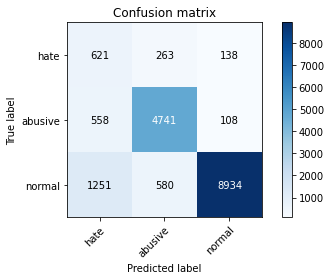 Confusion matrix
hate 621 263 138
abusive 558 4741 108
normal 1251 580 8934
hate abusive normal
True label
Predicted label
8000
7000
6000
5000
4000
3000
2000
1000